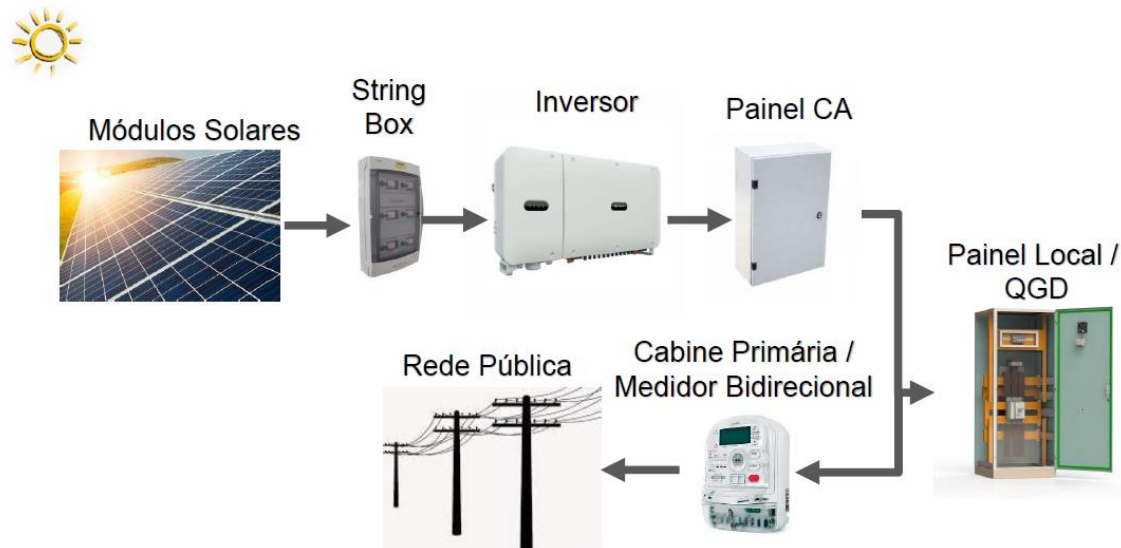 Módulos Solares
String
Box
Inversor
Painel CA
Painel Local /
QGD
Rede Pública
Cabine Primária /
Medidor Bidirecional